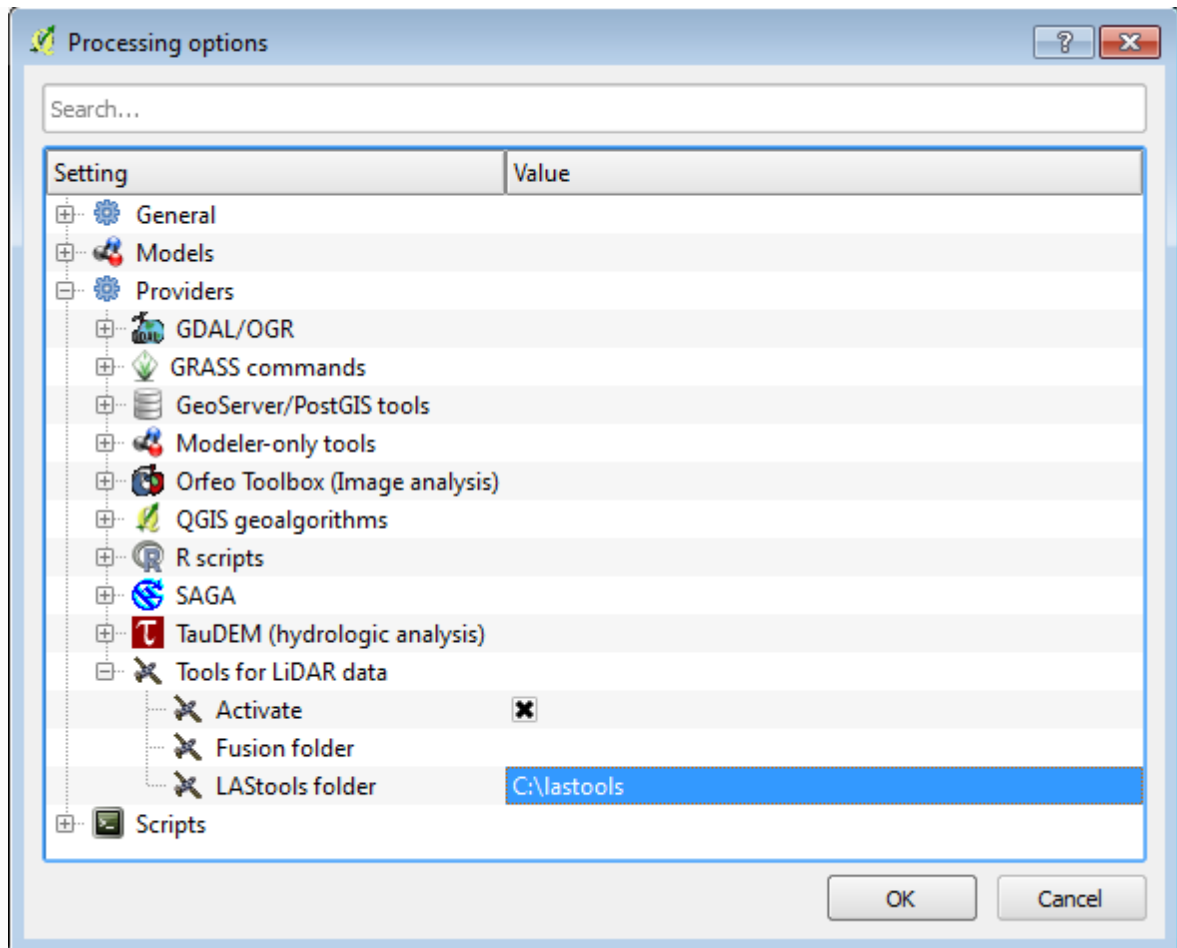 Processing options
Search...
Setting Value
General
Models
Providers
GDAL/OGR
GRASS commands
GeoServer/PostGIS tools
Modeler-only tools
Orfeo Toolbox (Image analysis)
QGIS geoalgorithms
R scripts
SAGA
TauDEM (hydrologic analysis)
Tools for LiDAR data
Activate
Fusion folder
LAStools folder C:\lastools
Scripts
OK Cancel